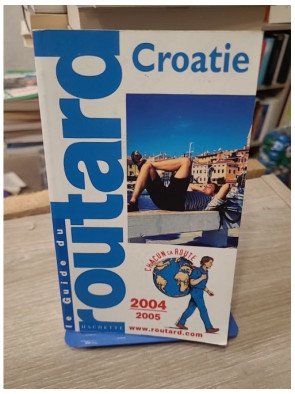 Croatie
le Guide du
routard
HACHETTE
CHACUN SA ROUTE
2004
2005
www.routard.com